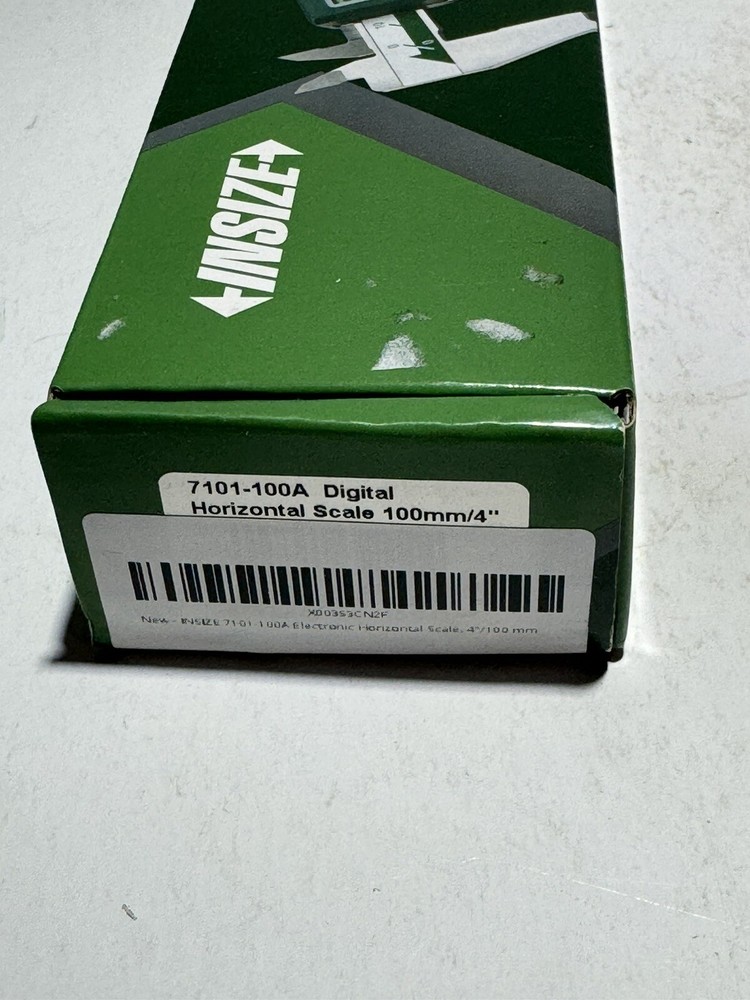 INSIZE
7101-100A Digital
Horizontal Scale 100mm/4"
X00353CN2F
New - INSIZE 7101-100A Electronic Horizontal Scale, 4"/100 mm